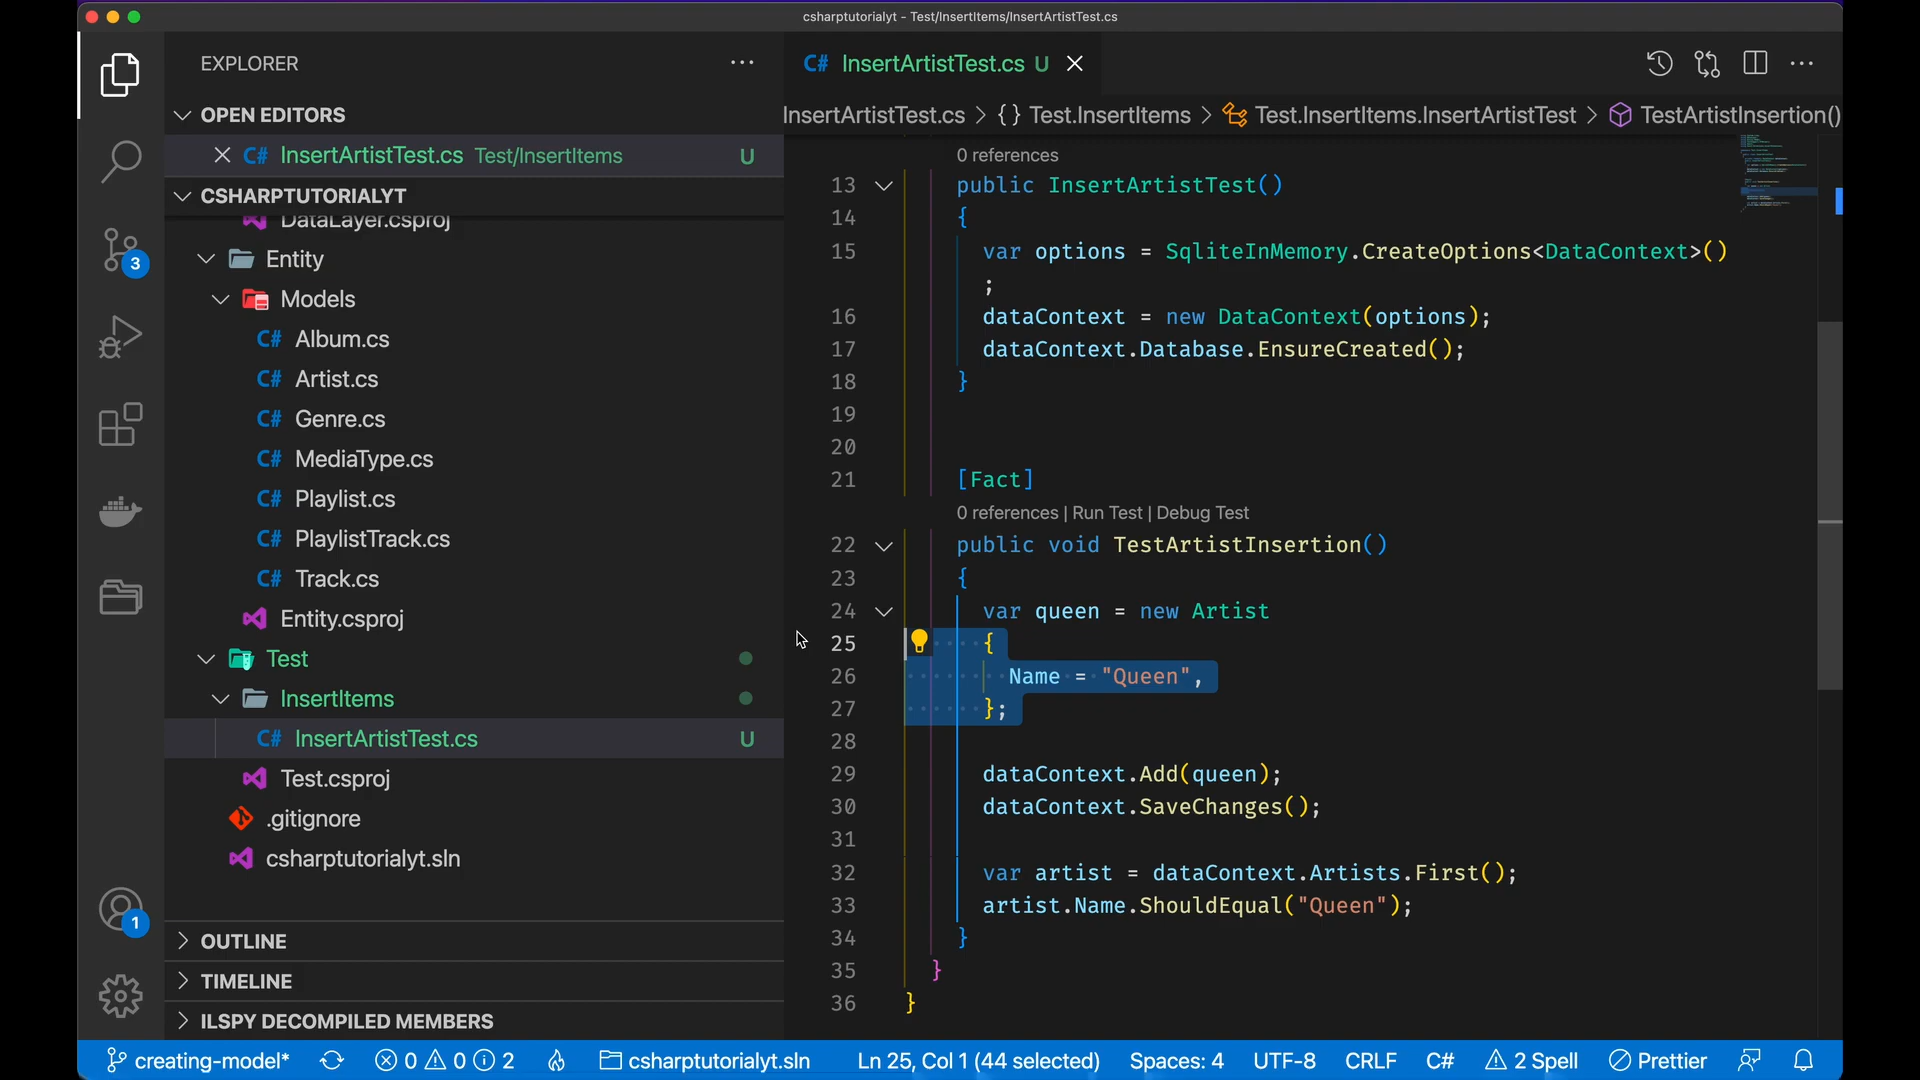 csharptutorialyt - Test/InsertItems/InsertArtistTest.cs
EXPLORER
OPEN EDITORS
C# InsertArtistTest.cs Test/InsertItems U
CSHARPTUTORIALYT
DataLayer.csproj
Entity
Models
C# Album.cs
C# Artist.cs
C# Genre.cs
C# MediaType.cs
C# Playlist.cs
C# PlaylistTrack.cs
C# Track.cs
Entity.csproj
Test
InsertItems
C# InsertArtistTest.cs U
Test.csproj
.gitignore
csharptutorialyt.sln
OUTLINE
TIMELINE
ILSPY DECOMPILED MEMBERS
3
1
C# InsertArtistTest.cs U
InsertArtistTest.cs > {} Test.InsertItems > Test.InsertItems.InsertArtistTest > TestArtistInsertion()
0 references
13 public InsertArtistTest()
14 {
15 var options = SqliteInMemory.CreateOptions<DataContext>()
;
16 dataContext = new DataContext(options);
17 dataContext.Database.EnsureCreated();
18 }
19
20
21 [Fact]
0 references | Run Test | Debug Test
22 public void TestArtistInsertion()
23 {
24 var queen = new Artist
25 {
26 Name = "Queen",
27 };
28
29 dataContext.Add(queen);
30 dataContext.SaveChanges();
31
32 var artist = dataContext.Artists.First();
33 artist.Name.ShouldEqual("Queen");
34 }
35 }
36 }
creating-model* 0 0 2 csharptutorialyt.sln Ln 25, Col 1 (44 selected) Spaces: 4 UTF-8 CRLF C# 2 Spell Prettier